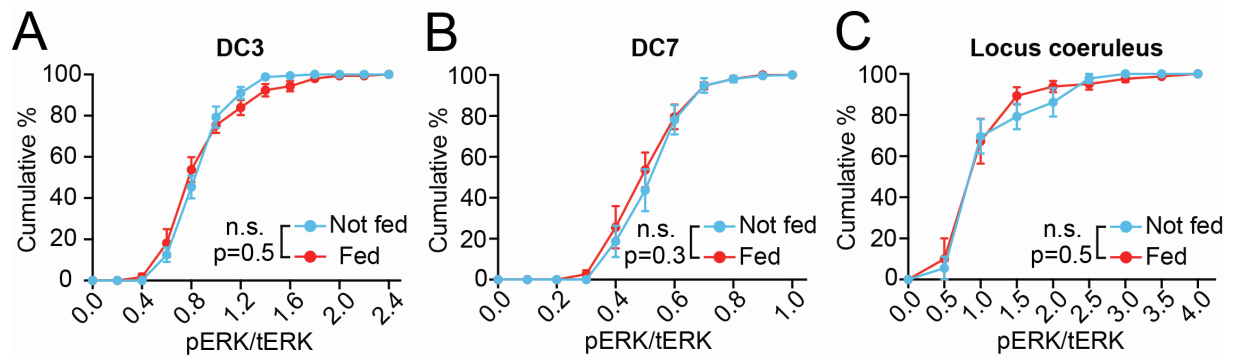 A
DC3
Cumulative %
100
80
60
40
20
0
n.s.
p=0.5
Not fed
Fed
0.0 0.4 0.8 1.2 1.6 2.0 2.4
pERK/tERK
B
DC7
Cumulative %
100
80
60
40
20
0
n.s.
p=0.3
Not fed
Fed
0.0 0.2 0.4 0.6 0.8 1.0
pERK/tERK
C
Locus coeruleus
Cumulative %
100
80
60
40
20
0
n.s.
p=0.5
Not fed
Fed
0.0 0.5 1.0 1.5 2.0 2.5 3.0 3.5 4.0
pERK/tERK